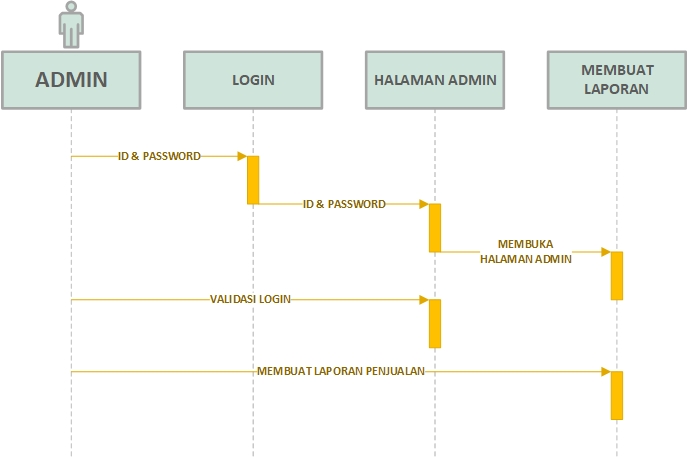 ADMIN
LOGIN
HALAMAN ADMIN
MEMBUAT
LAPORAN
ID & PASSWORD
ID & PASSWORD
MEMBUKA
HALAMAN ADMIN
VALIDASI LOGIN
MEMBUAT LAPORAN PENJUALAN